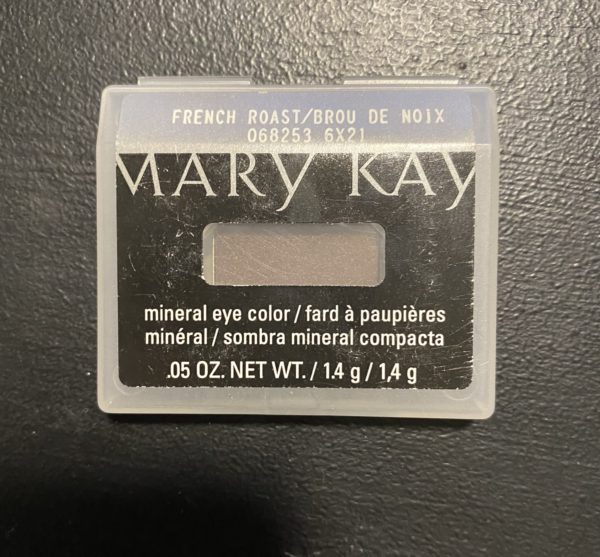 FRENCH ROAST/BROU DE NOIX
068253 6X21
MARY KAY
mineral eye color / fard à paupières
minéral / sombra mineral compacta
.05 OZ. NET WT. / 1.4 g / 1,4 g